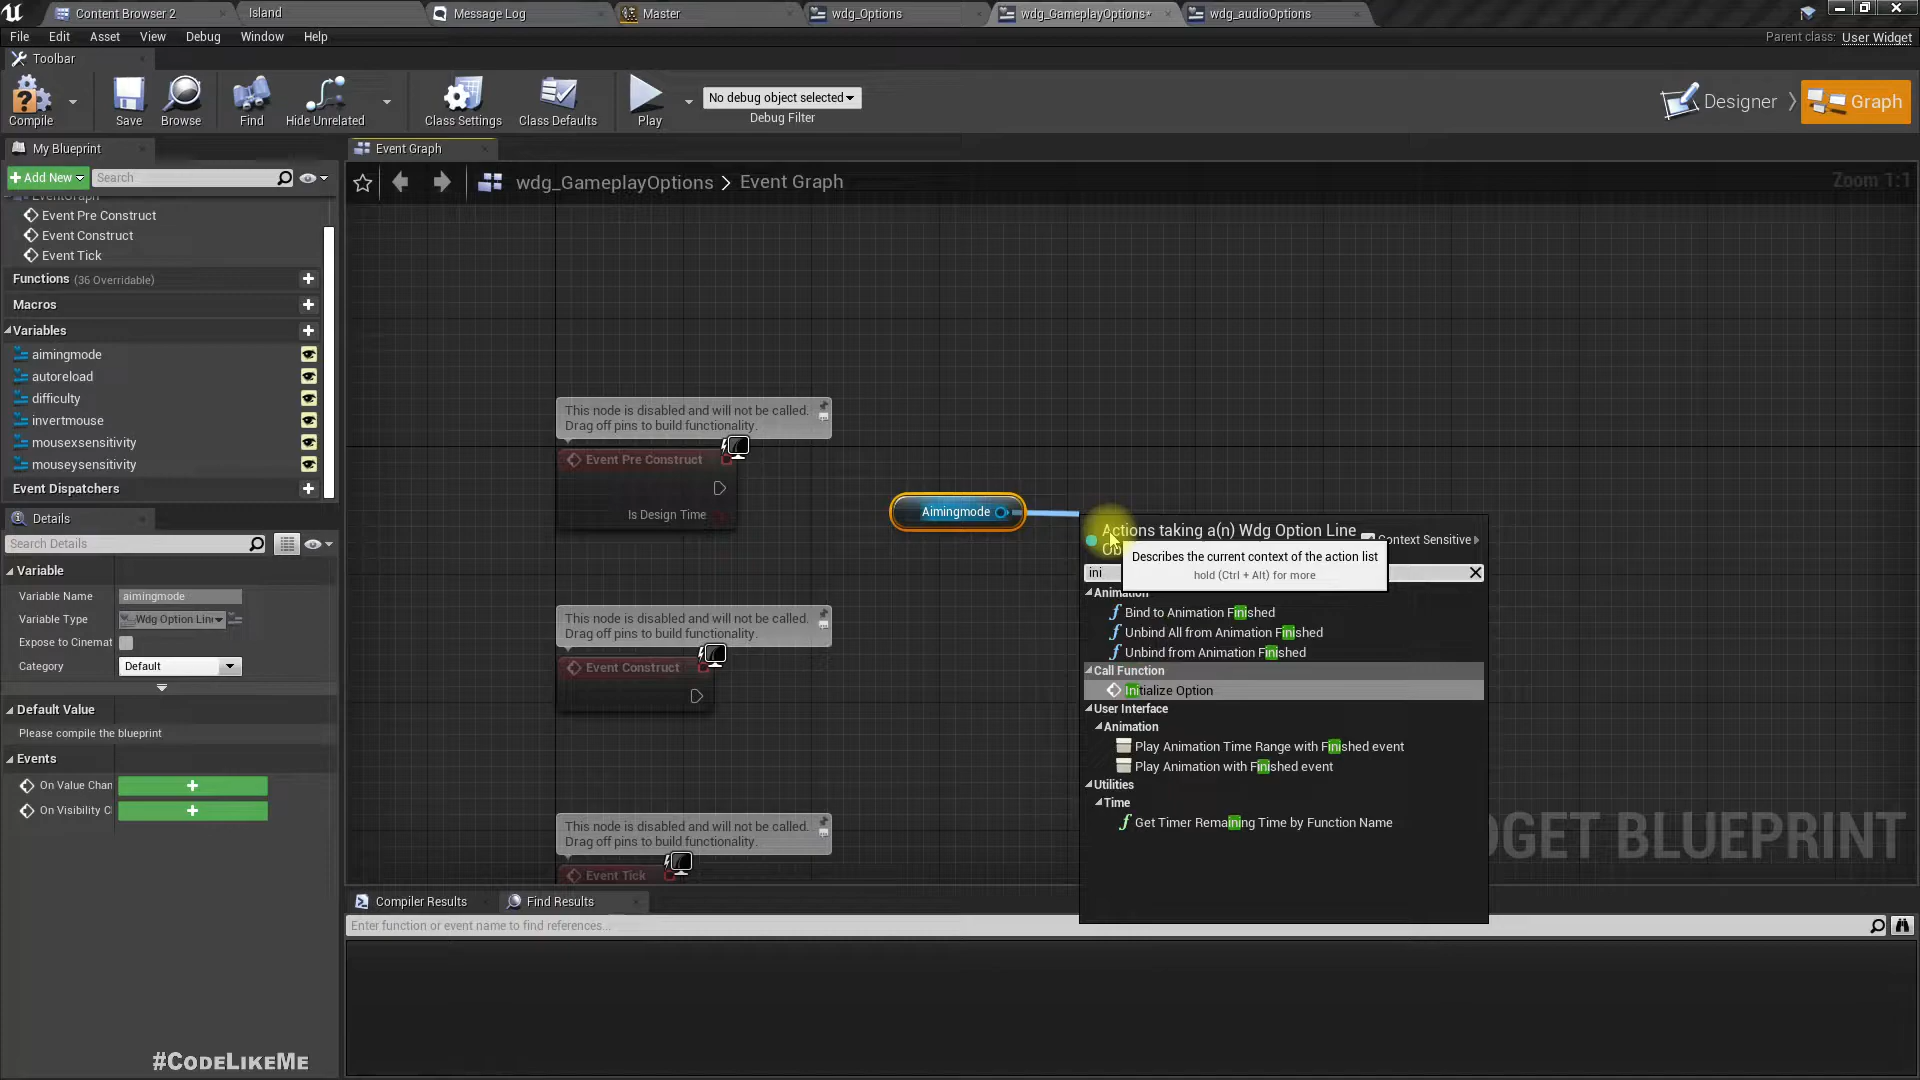 Content Browser 2
Island
Message Log
Master
wdg_Options
wdg_GameplayOptions*
wdg_audioOptions
File Edit Asset View Debug Window Help
Parent class: User Widget
Toolbar
Compile
Save
Browse
Find
Hide Unrelated
Class Settings
Class Defaults
Play
No debug object selected
Debug Filter
Designer
Graph
My Blueprint
Event Graph
+Add New
Search
wdg_GameplayOptions > Event Graph
Zoom 1:1
EventGraph
Event Pre Construct
Event Construct
Event Tick
Functions (36 Overridable)
Macros
Variables
aimingmode
autoreload
difficulty
invertmouse
mousexsensitivity
mouseysensitivity
Event Dispatchers
Details
Search Details
Variable
Variable Name aimingmode
Variable Type Wdg Option Lin
Expose to Cinemat
Category Default
Default Value
Please compile the blueprint
Events
On Value Chan
On Visibility C
This node is disabled and will not be called.
Drag off pins to build functionality.
Event Pre Construct
Is Design Time
This node is disabled and will not be called.
Drag off pins to build functionality.
Event Construct
This node is disabled and will not be called.
Drag off pins to build functionality.
Event Tick
Aimingmode
Actions taking a(n) Wdg Option Line
Context Sensitive
Describes the current context of the action list
hold (Ctrl + Alt) for more
ini
Animation
Bind to Animation Finished
Unbind All from Animation Finished
Unbind from Animation Finished
Call Function
Initialize Option
User Interface
Animation
Play Animation Time Range with Finished event
Play Animation with Finished event
Utilities
Time
Get Timer Remaining Time by Function Name
DGET BLUEPRINT
Compiler Results
Find Results
Enter function or event name to find references...
#CodeLikeMe